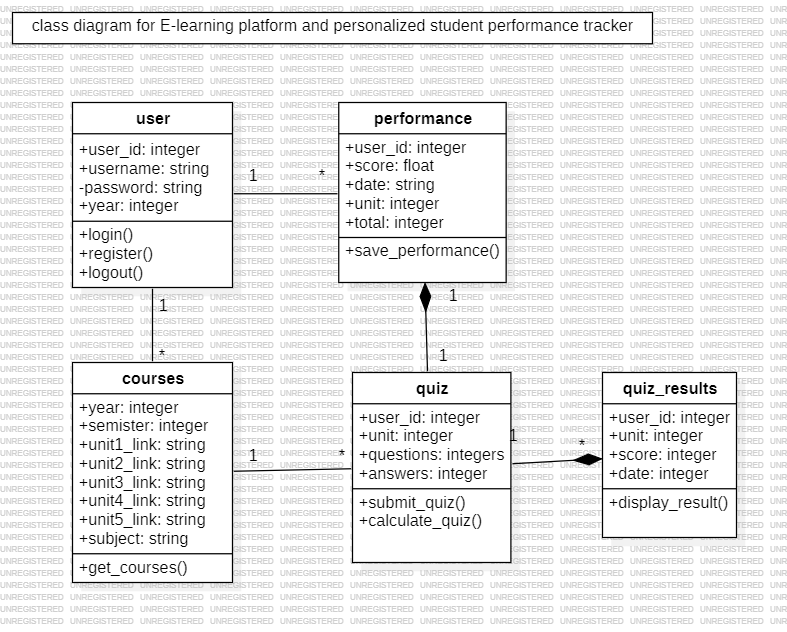 class diagram for E-learning platform and personalized student performance tracker
user
+user_id: integer
+username: string
-password: string
+year: integer
+login()
+register()
+logout()
performance
+user_id: integer
+score: float
+date: string
+unit: integer
+total: integer
+save_performance()
1
*
1
*
1
1
courses
+year: integer
+semister: integer
+unit1_link: string
+unit2_link: string
+unit3_link: string
+unit4_link: string
+unit5_link: string
+subject: string
+get_courses()
1
*
quiz
+user_id: integer
+unit: integer
+questions: integers
+answers: integer
+submit_quiz()
+calculate_quiz()
1
*
quiz_results
+user_id: integer
+unit: integer
+score: integer
+date: integer
+display_result()
UNREGISTERED